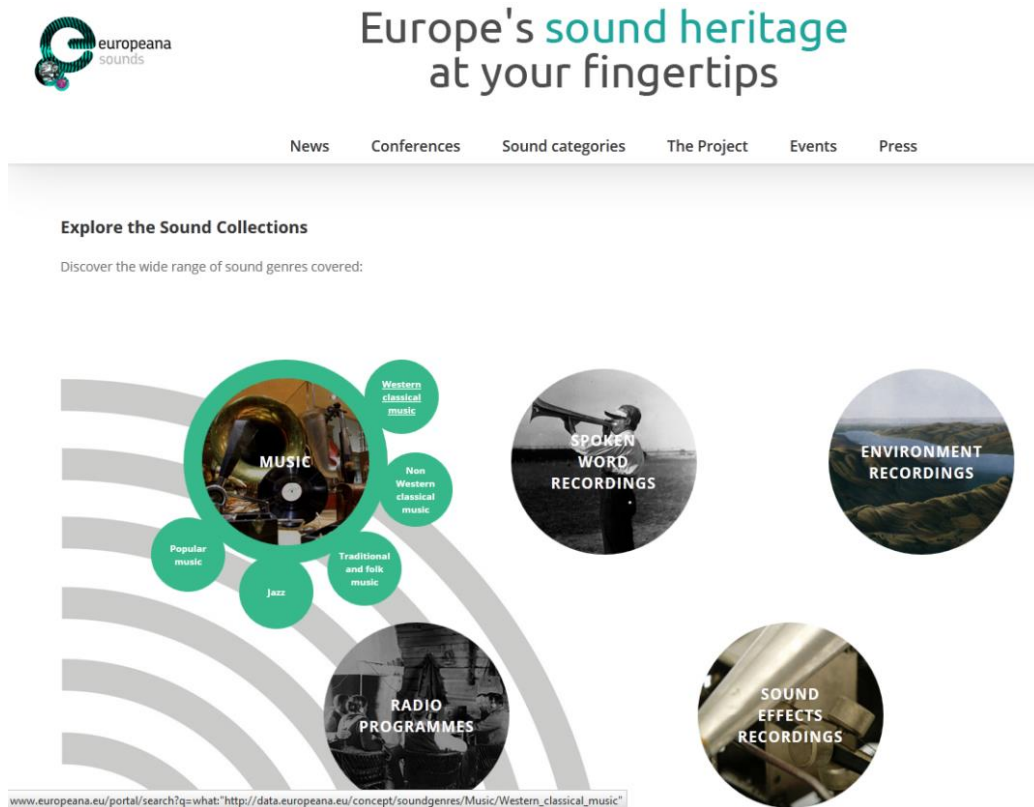 europeana
sounds
Europe's sound heritage
at your fingertips
News Conferences Sound categories The Project Events Press
Explore the Sound Collections
Discover the wide range of sound genres covered:
MUSIC
Western
classical
music
Non
Western
classical
music
Traditional
and folk
music
Jazz
Popular
music
SPOKEN
WORD
RECORDINGS
ENVIRONMENT
RECORDINGS
RADIO
PROGRAMMES
SOUND
EFFECTS
RECORDINGS
www.europeana.eu/portal/search?q=what:"http://data.europeana.eu/concept/soundgenres/Music/Western_classical_music"